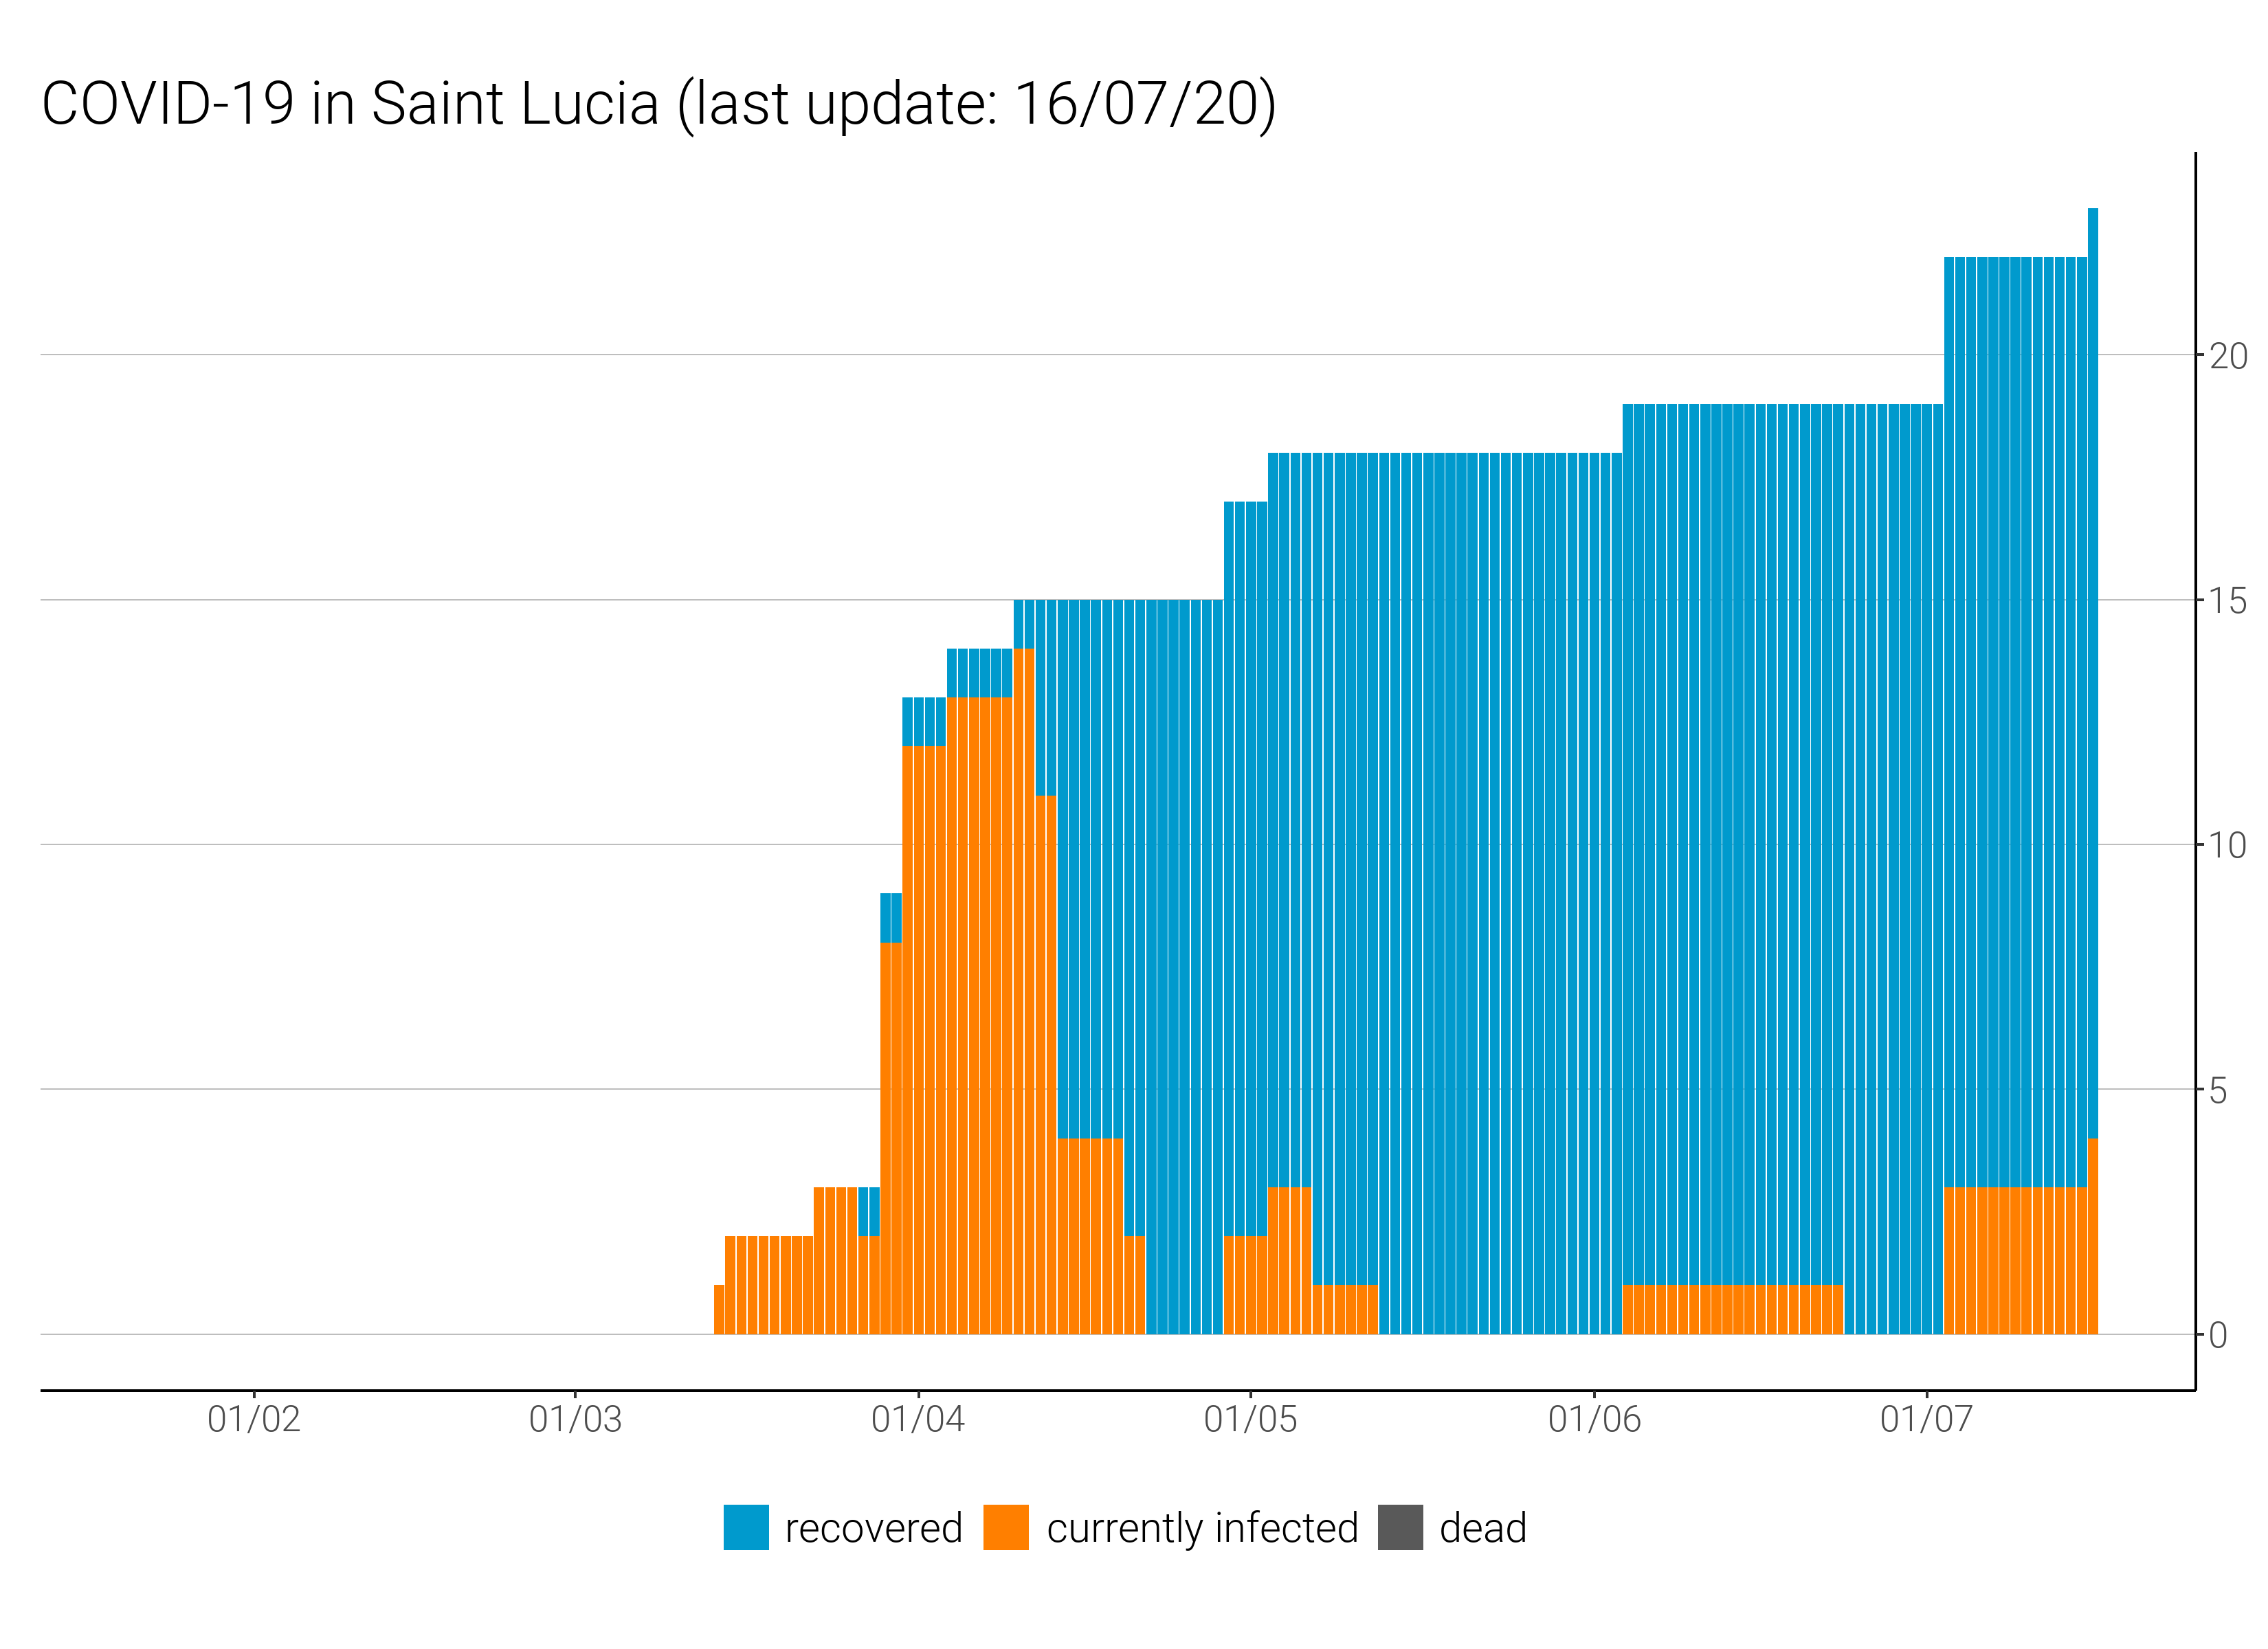 COVID-19 in Saint Lucia (last update: 16/07/20)
20
15
10
5
0
01/02 01/03 01/04 01/05 01/06 01/07
recovered currently infected dead